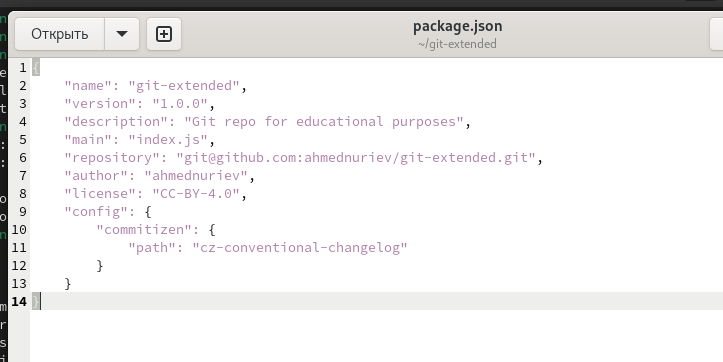 Открыть
package.json
~/git-extended
1 {
2 "name": "git-extended",
3 "version": "1.0.0",
4 "description": "Git repo for educational purposes",
5 "main": "index.js",
6 "repository": "git@github.com:ahmednuriev/git-extended.git",
7 "author": "ahmednuriev",
8 "license": "CC-BY-4.0",
9 "config": {
10 "commitizen": {
11 "path": "cz-conventional-changelog"
12 }
13 }
14 }